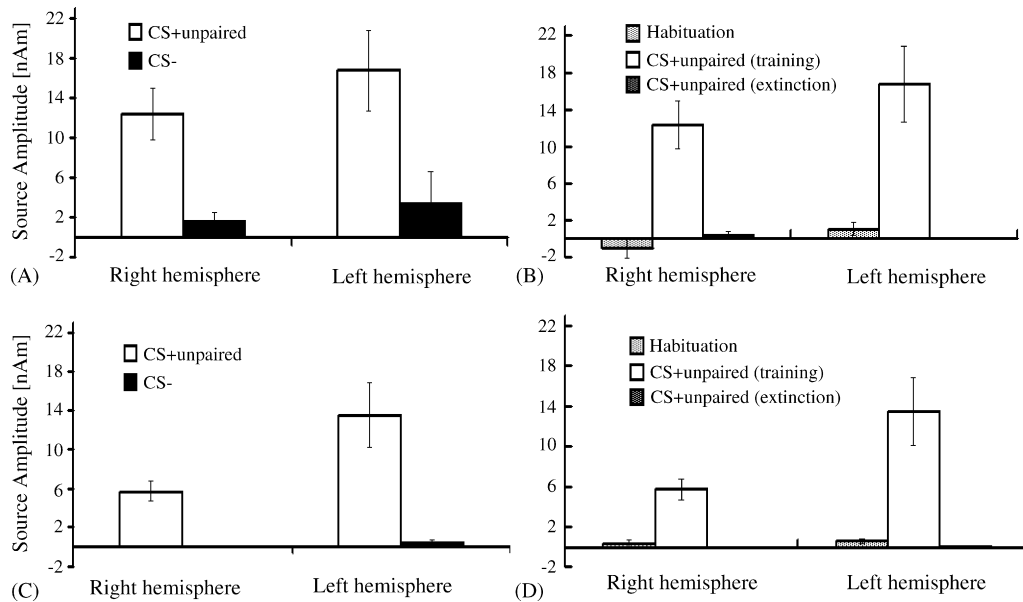 22
18
14
10
6
2
-2
Source Amplitude [nAm]
CS+unpaired
CS-
(A)
Right hemisphere
Left hemisphere
22
18
14
10
6
2
-2
Habituation
CS+unpaired (training)
CS+unpaired (extinction)
(B)
Right hemisphere
Left hemisphere
22
18
14
10
6
2
-2
Source Amplitude [nAm]
CS+unpaired
CS-
(C)
Right hemisphere
Left hemisphere
22
18
14
10
6
2
-2
Habituation
CS+unpaired (training)
CS+unpaired (extinction)
(D)
Right hemisphere
Left hemisphere